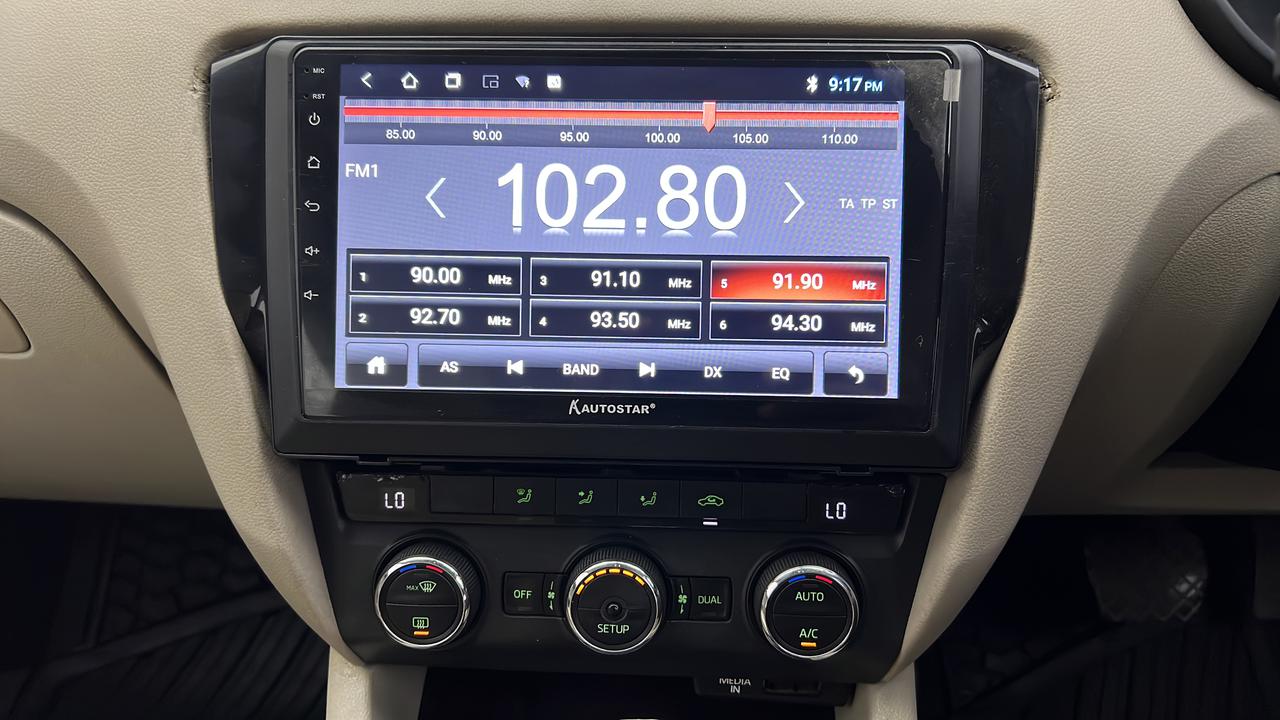 MIC
9:17 PM
RST
85.00 90.00 95.00 100.00 105.00 110.00
FM1
102.80
TA TP ST
1 90.00 MHz 3 91.10 MHz 5 91.90 MHz
2 92.70 MHz 4 93.50 MHz 6 94.30 MHz
AS BAND DX EQ
AUTOSTAR®
LO LO
MAX
OFF DUAL AUTO
SETUP A/C
MEDIA
IN